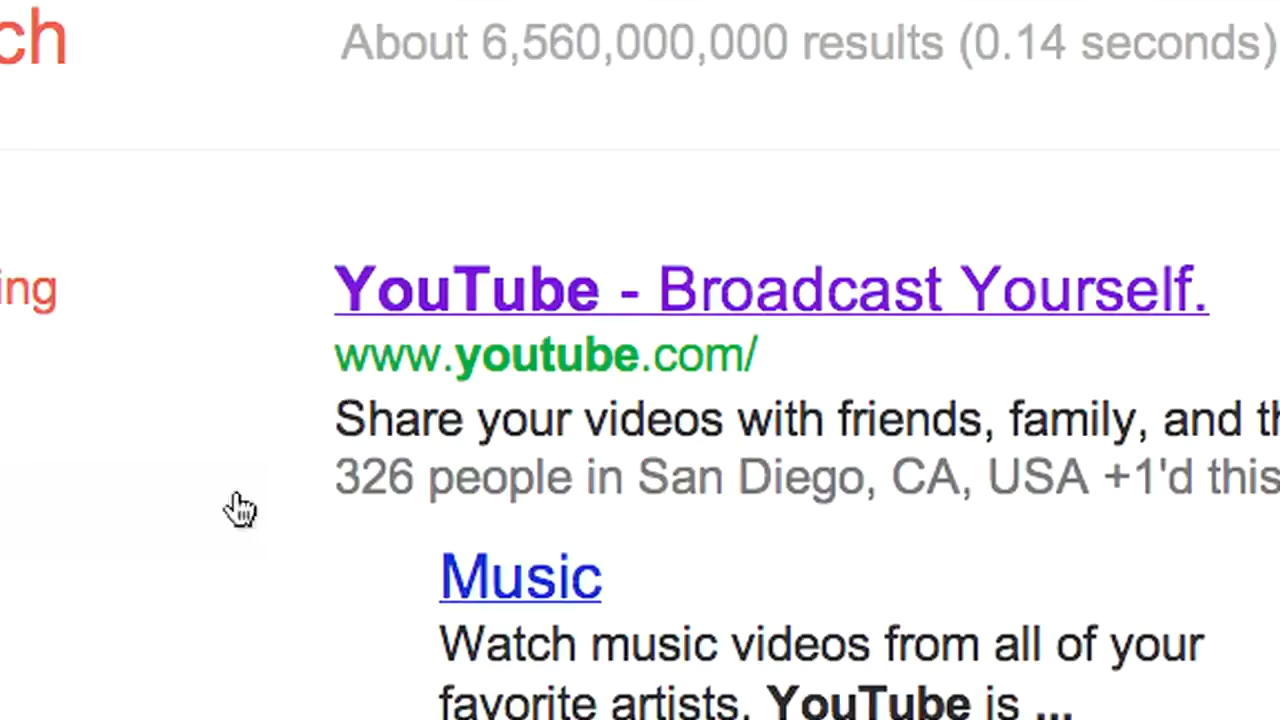 ch
About 6,560,000,000 results (0.14 seconds)
ing
YouTube - Broadcast Yourself.
www.youtube.com/
Share your videos with friends, family, and th
326 people in San Diego, CA, USA +1'd this
Music
Watch music videos from all of your
favorite artists. YouTube is ...